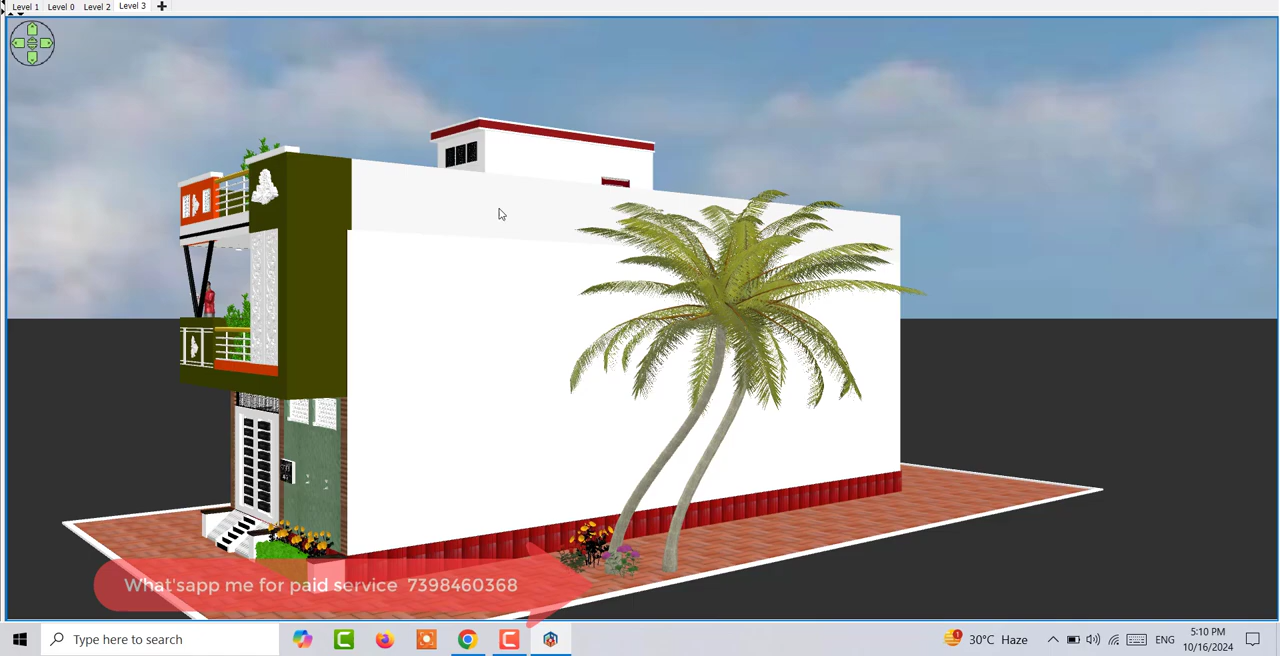 Level 1 Level 0 Level 2 Level 3
What'sapp me for paid service 7398460368
Type here to search
30°C Haze
ENG
5:10 PM
10/16/2024
1